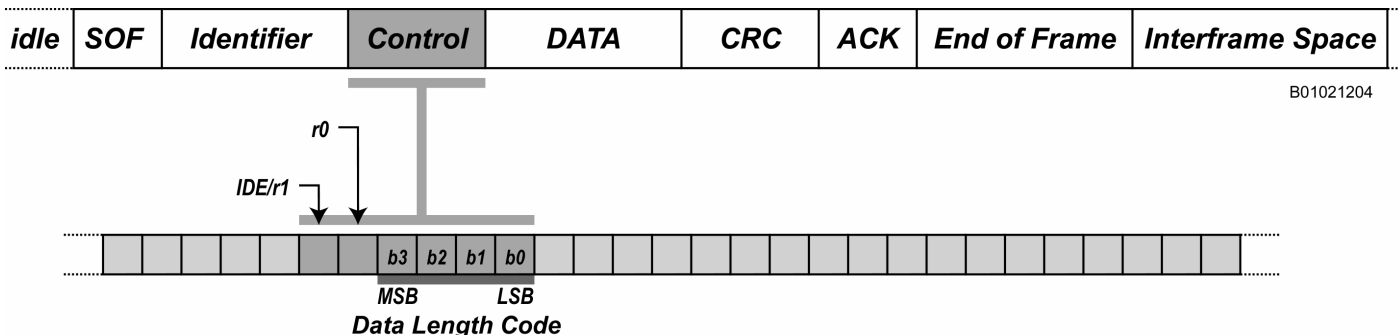 idle SOF Identifier Control DATA CRC ACK End of Frame Interframe Space
B01021204
r0
IDE/r1
b3 b2 b1 b0
MSB LSB
Data Length Code